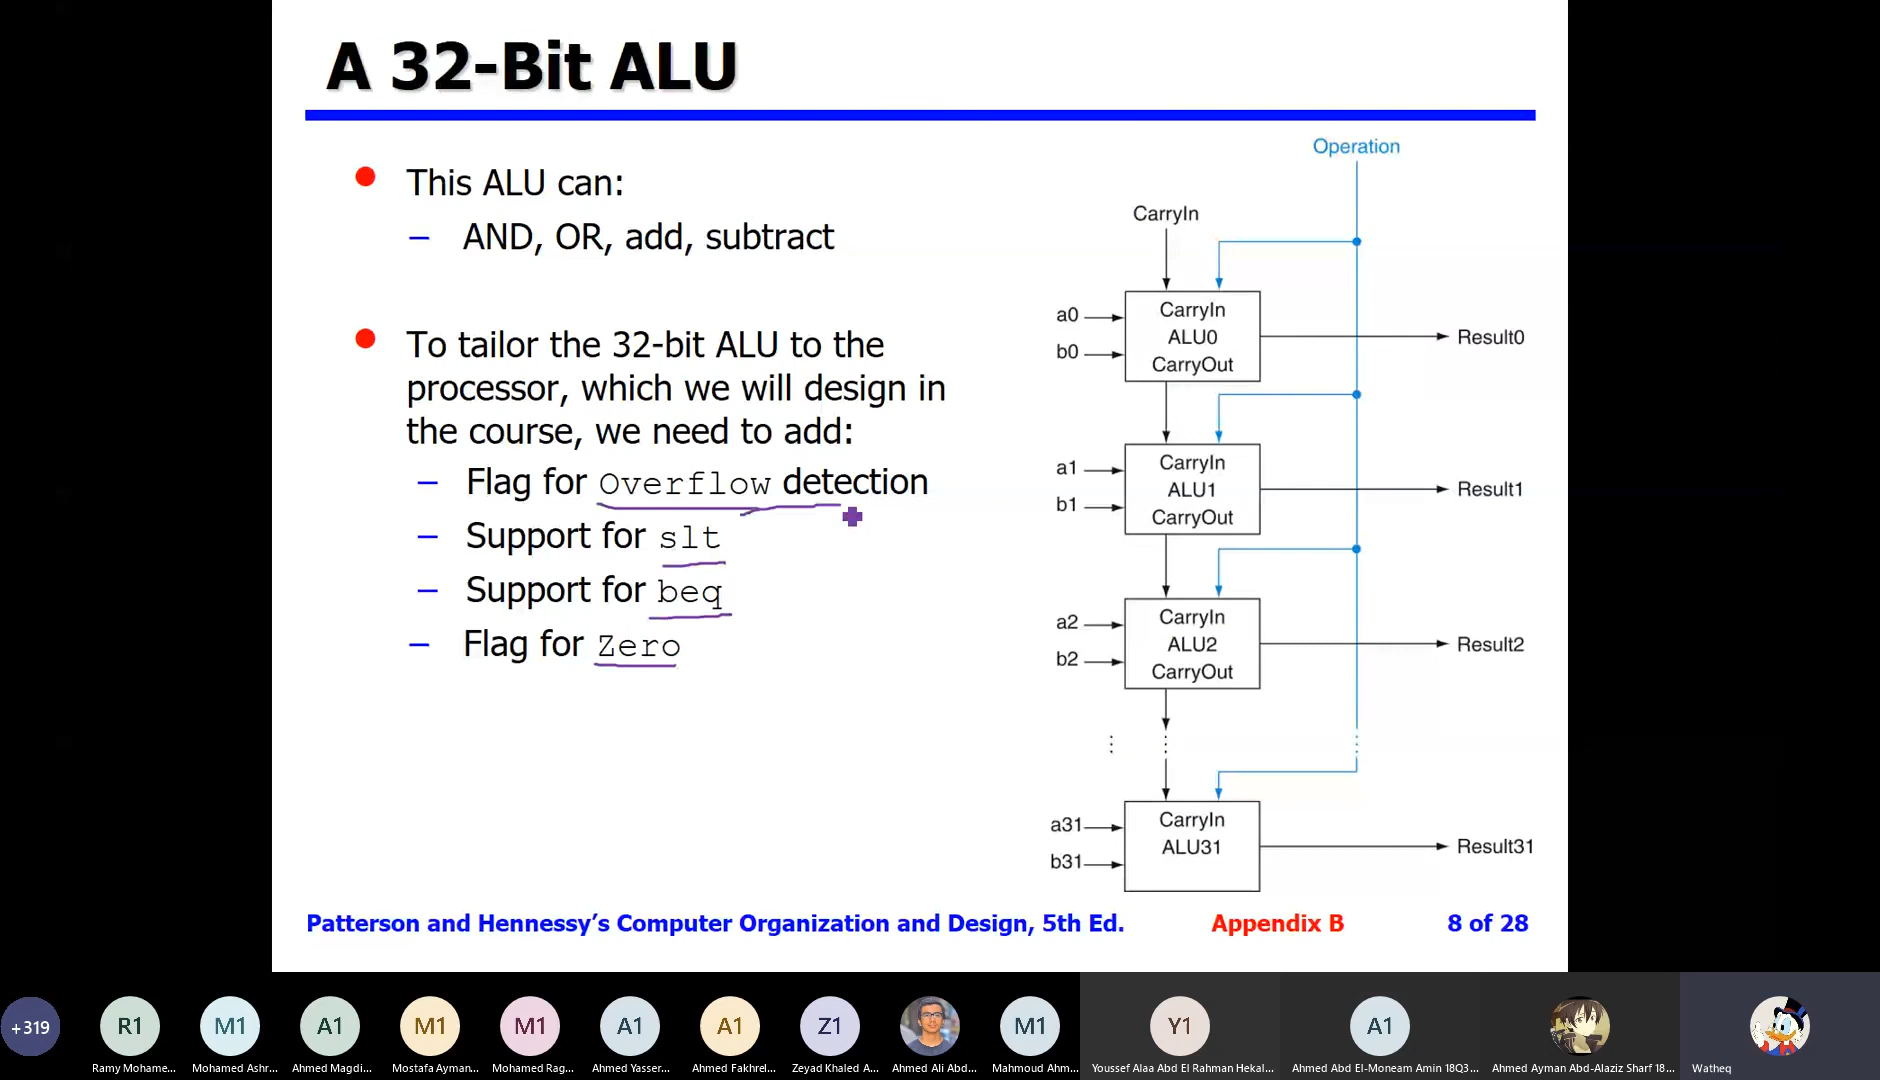 A 32-Bit ALU
This ALU can:
– AND, OR, add, subtract
To tailor the 32-bit ALU to the
processor, which we will design in
the course, we need to add:
– Flag for Overflow detection
– Support for slt
– Support for beq
– Flag for Zero
Operation
CarryIn
a0
b0
CarryIn
ALU0
CarryOut
Result0
a1
b1
CarryIn
ALU1
CarryOut
Result1
a2
b2
CarryIn
ALU2
CarryOut
Result2
a31
b31
CarryIn
ALU31
Result31
Patterson and Hennessy’s Computer Organization and Design, 5th Ed. Appendix B 8 of 28
+319 R1 M1 A1 M1 M1 A1 A1 Z1 M1 Y1 A1
Ramy Mohame... Mohamed Ashr... Ahmed Magdi... Mostafa Ayman... Mohamed Rag... Ahmed Yasser... Ahmed Fakhrel... Zeyad Khaled A... Ahmed Ali Abd... Mahmoud Ahm... Youssef Alaa Abd El Rahman Hekal... Ahmed Abd El-Moneam Amin 18Q3... Ahmed Ayman Abd-Alaziz Sharf 18... Watheq